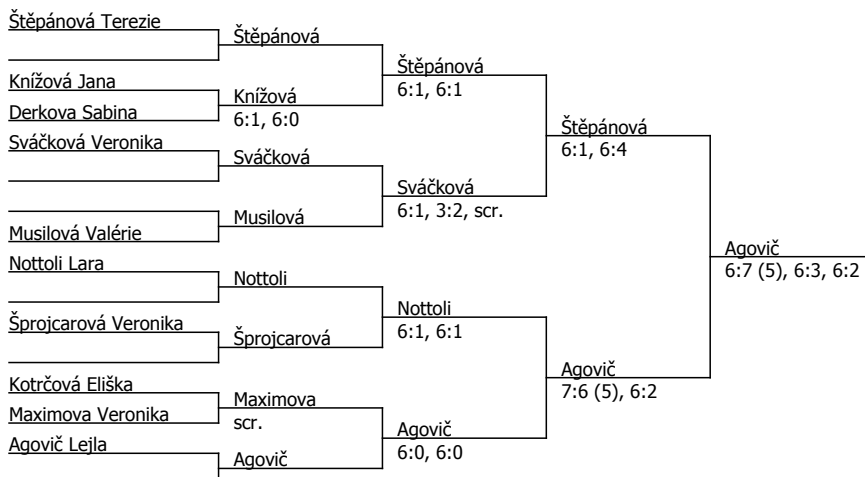 Štěpánová Terezie
Štěpánová
Knížová Jana
Štěpánová
6:1, 6:1
Derkova Sabina
Knížová
6:1, 6:0
Štěpánová
6:1, 6:4
Sváčková Veronika
Sváčková
Sváčková
6:1, 3:2, scr.
Musilová
Musilová Valérie
Agovič
6:7 (5), 6:3, 6:2
Nottoli Lara
Nottoli
Nottoli
6:1, 6:1
Šprojcarová Veronika
Šprojcarová
Agovič
7:6 (5), 6:2
Kotrčová Eliška
Maximova
scr.
Maximova Veronika
Agovič
6:0, 6:0
Agovič Lejla
Agovič